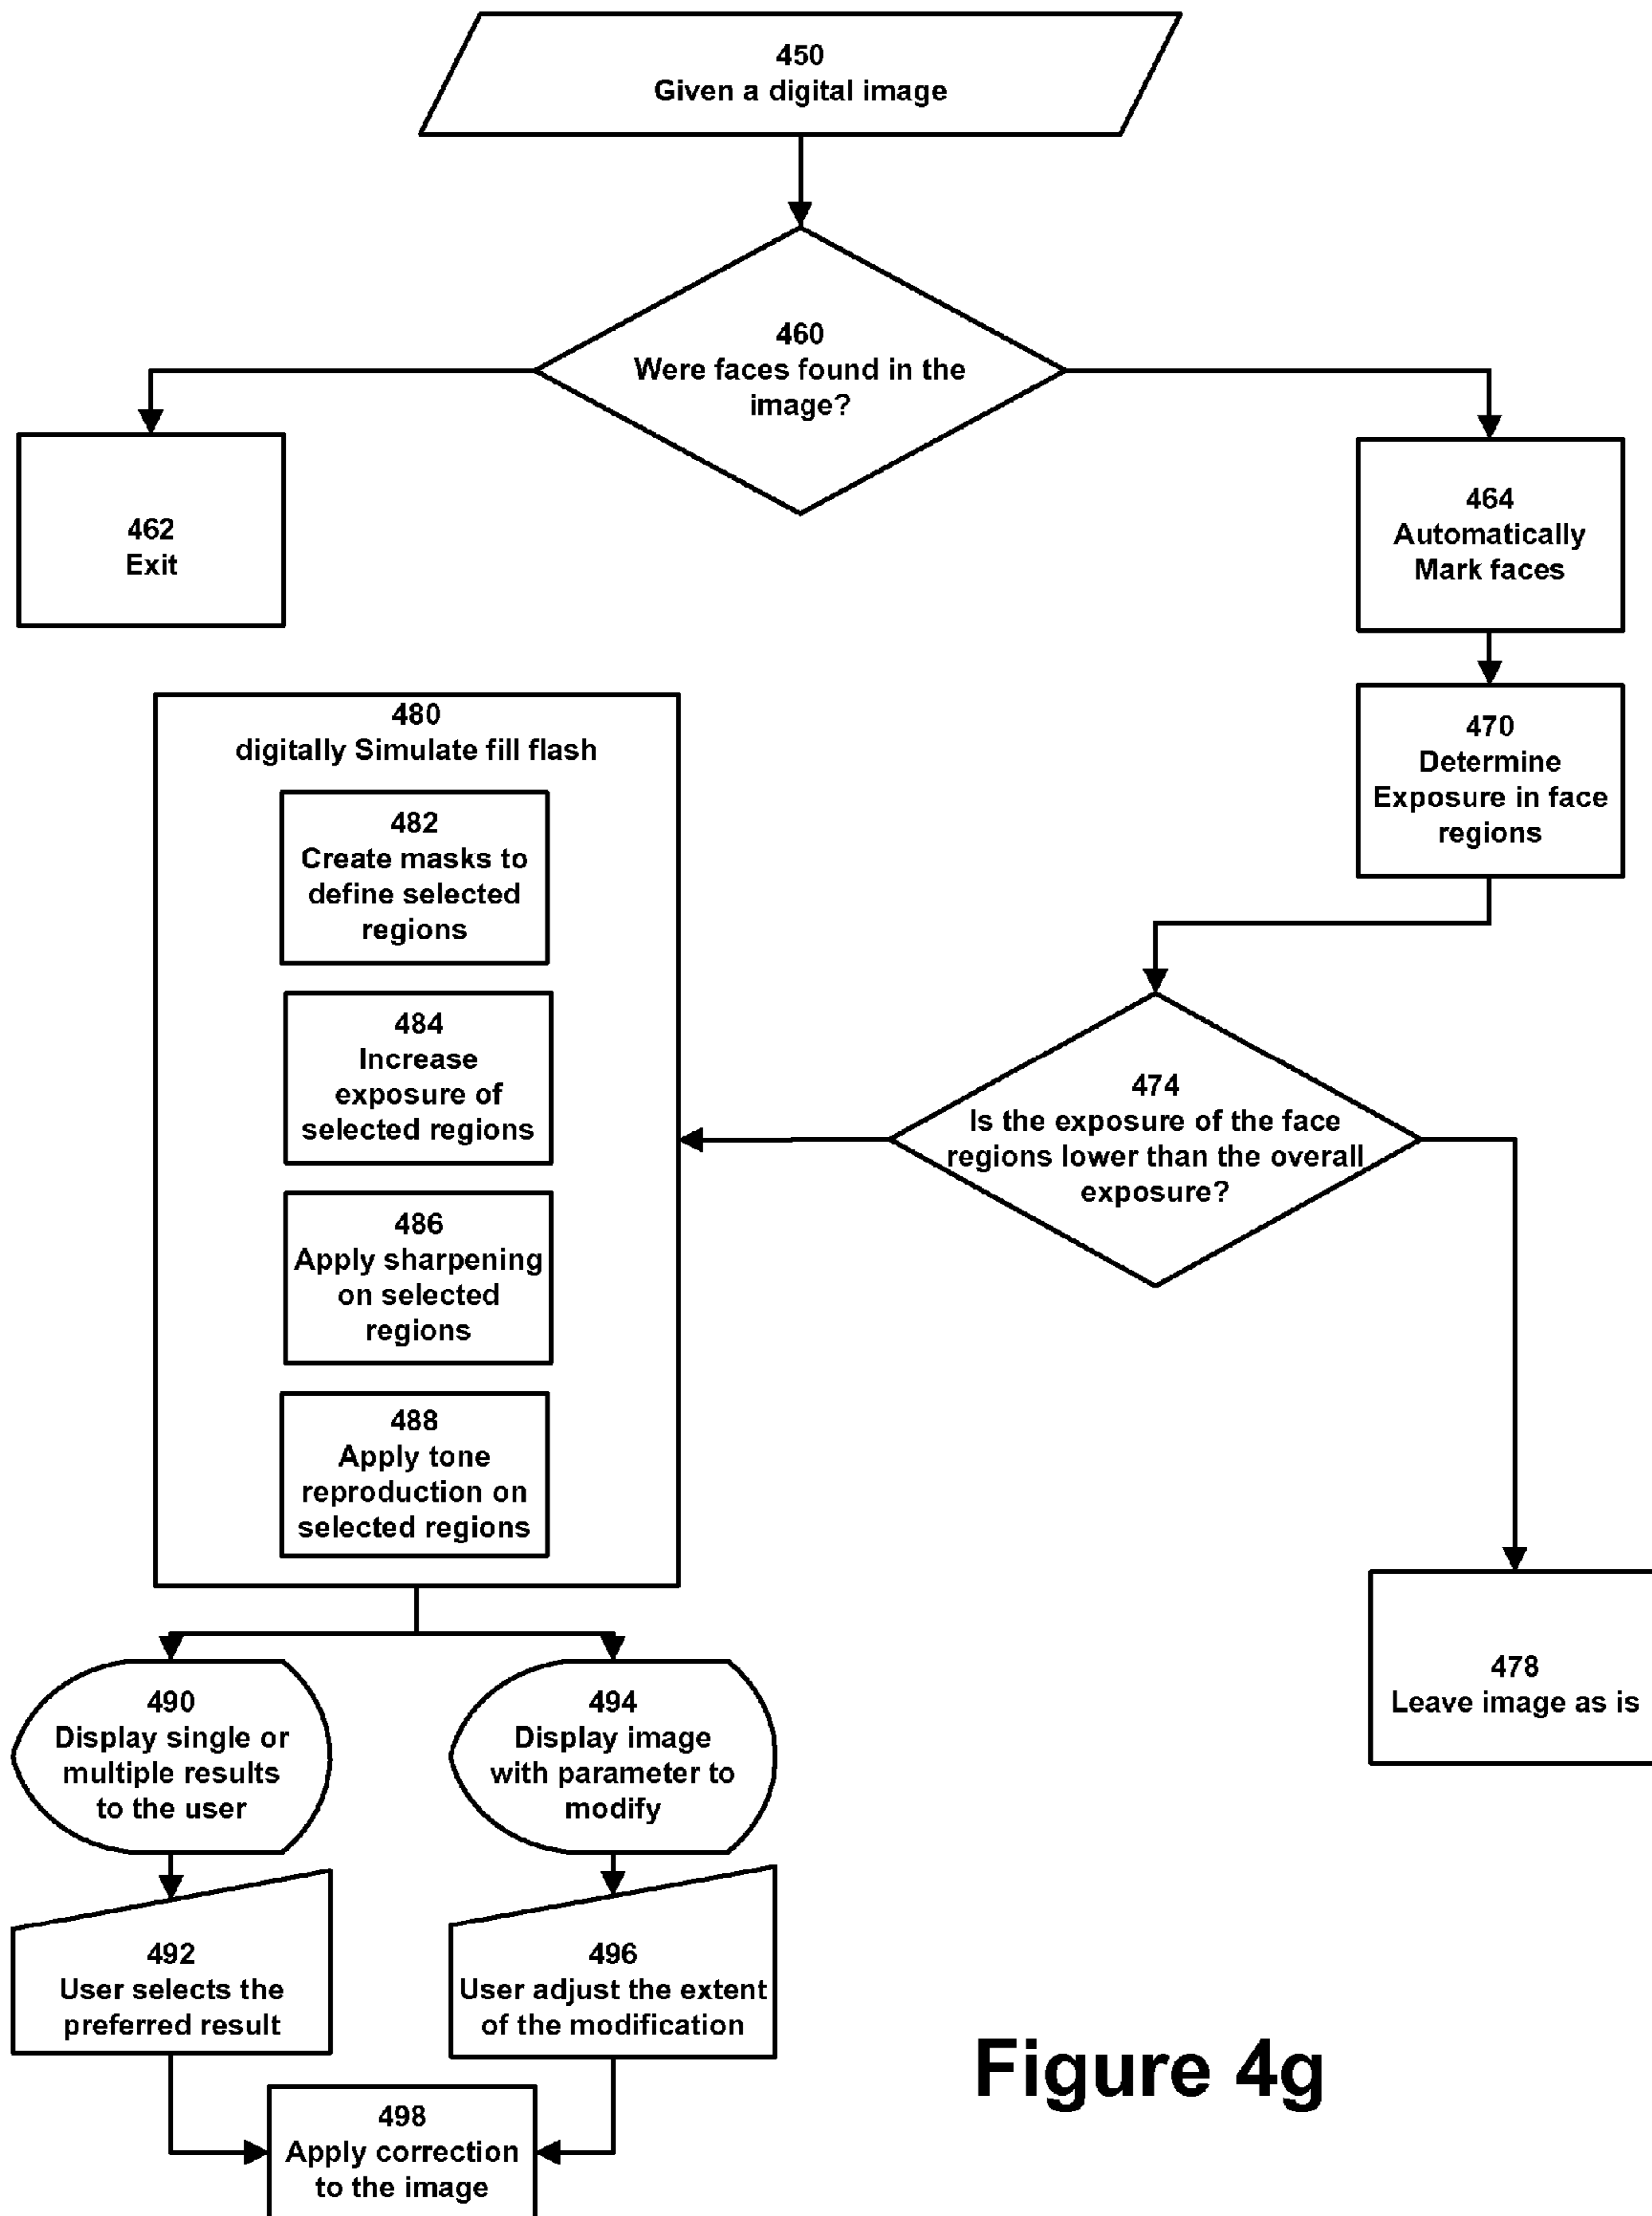 450
Given a digital image
460
Were faces found in the
image?
462
Exit
464
Automatically
Mark faces
470
Determine
Exposure in face
regions
474
Is the exposure of the face
regions lower than the overall
exposure?
478
Leave image as is
480
digitally Simulate fill flash
482
Create masks to
define selected
regions
484
Increase
exposure of
selected regions
486
Apply sharpening
on selected
regions
488
Apply tone
reproduction on
selected regions
490
Display single or
multiple results
to the user
494
Display image
with parameter to
modify
492
User selects the
preferred result
496
User adjust the extent
of the modification
498
Apply correction
to the image
Figure 4g